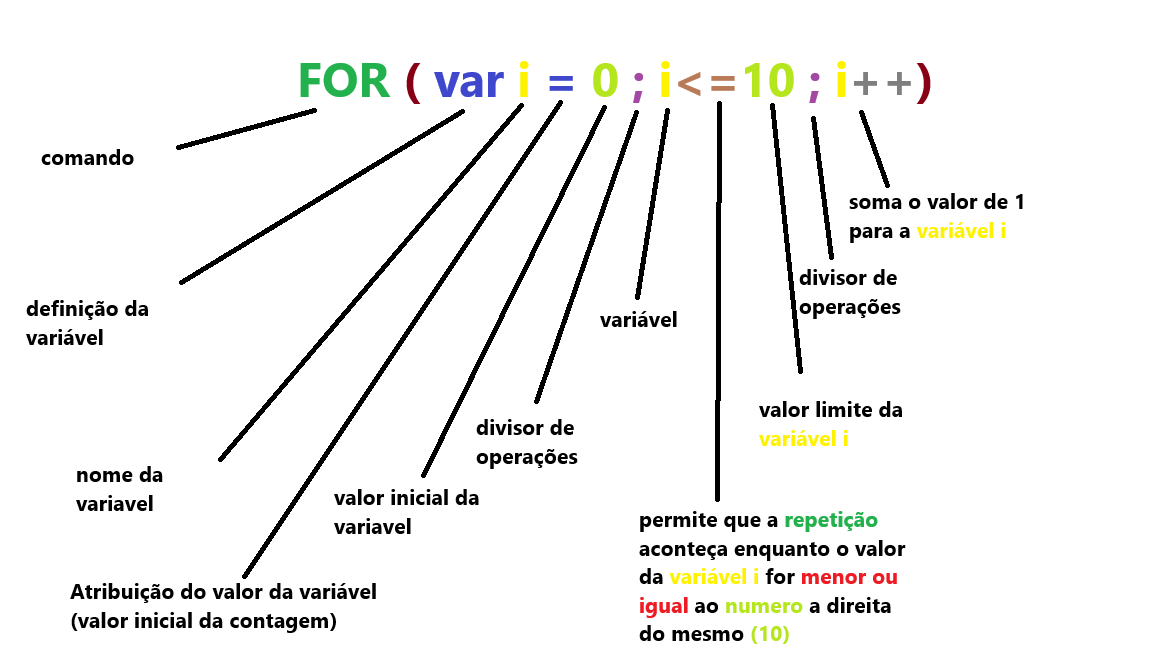 FOR ( var i = 0 ; i<=10 ; i++)
comando
soma o valor de 1
para a variável i
divisor de
operações
definição da
variável
variável
valor limite da
variável i
divisor de
operações
nome da
variavel
valor inicial da
variavel
permite que a repetição
aconteça enquanto o valor
da variável i for menor ou
igual ao numero a direita
do mesmo (10)
Atribuição do valor da variável
(valor inicial da contagem)